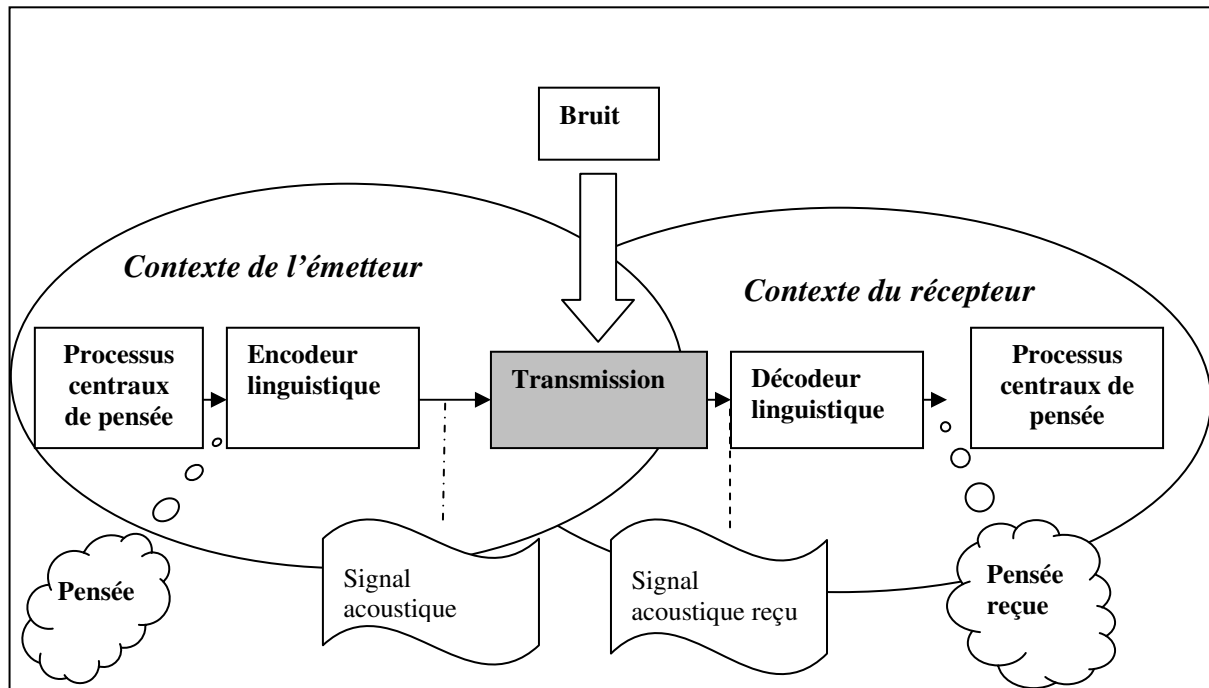 Bruit
Contexte de l'émetteur
Contexte du récepteur
Processus
centraux
de pensée
Encodeur
linguistique
Transmission
Décodeur
linguistique
Processus
centraux de
pensée
Pensée
Signal
acoustique
Signal
acoustique reçu
Pensée
reçue